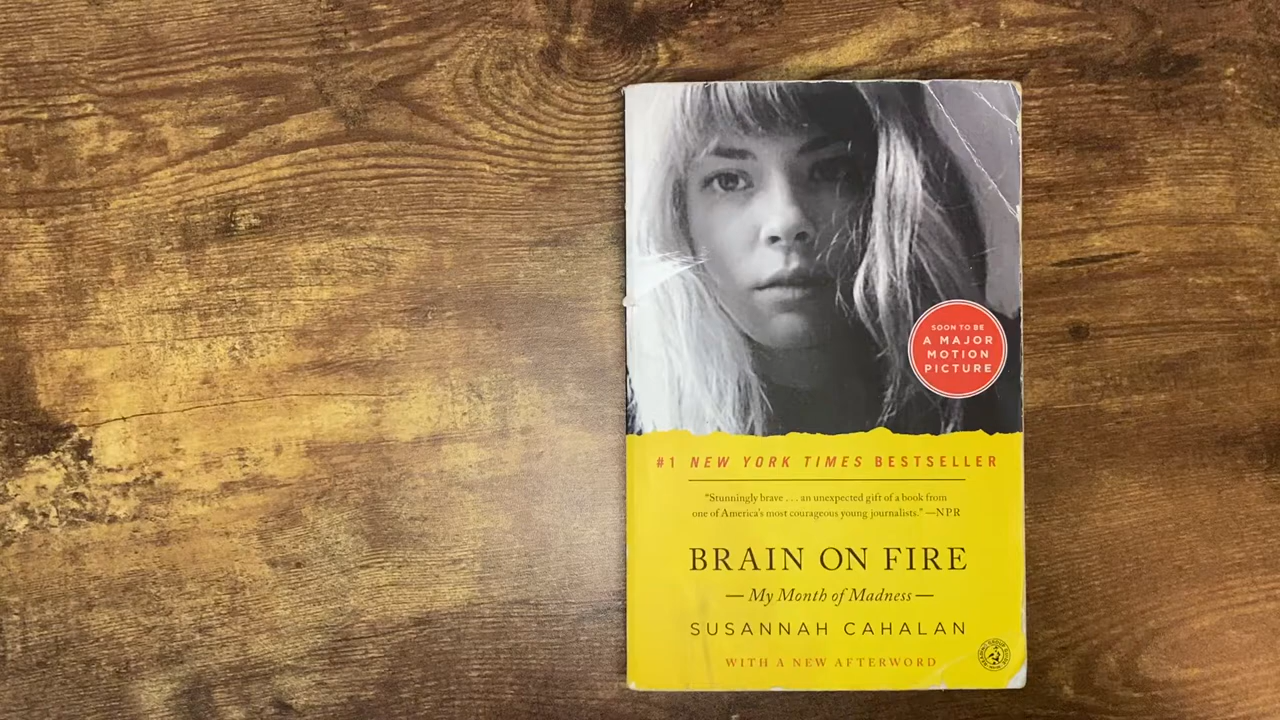 SOON TO BE
A MAJOR
MOTION
PICTURE
#1 NEW YORK TIMES BESTSELLER
“Stunningly brave . . . an unexpected gift of a book from
one of America’s most courageous young journalists.” —NPR
BRAIN ON FIRE
— My Month of Madness —
SUSANNAH CAHALAN
WITH A NEW AFTERWORD